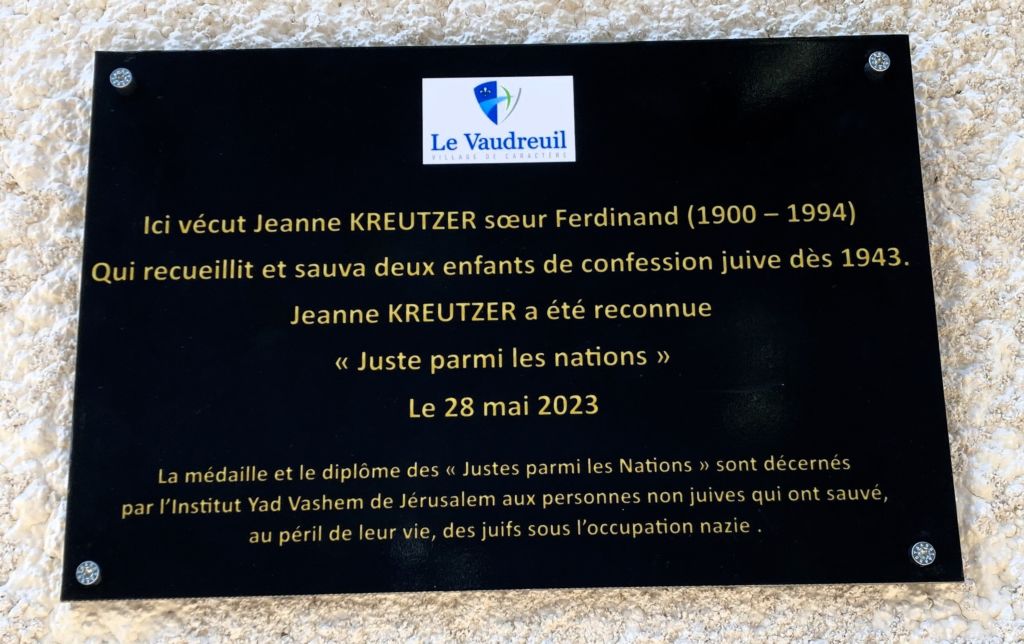 Le Vaudreuil
VILLAGE DE CARACTÈRE
Ici vécut Jeanne KREUTZER sœur Ferdinand (1900 – 1994)
Qui recueillit et sauva deux enfants de confession juive dès 1943.
Jeanne KREUTZER a été reconnue
« Juste parmi les nations »
Le 28 mai 2023
La médaille et le diplôme des « Justes parmi les Nations » sont décernés
par l’Institut Yad Vashem de Jérusalem aux personnes non juives qui ont sauvé,
au péril de leur vie, des juifs sous l’occupation nazie .